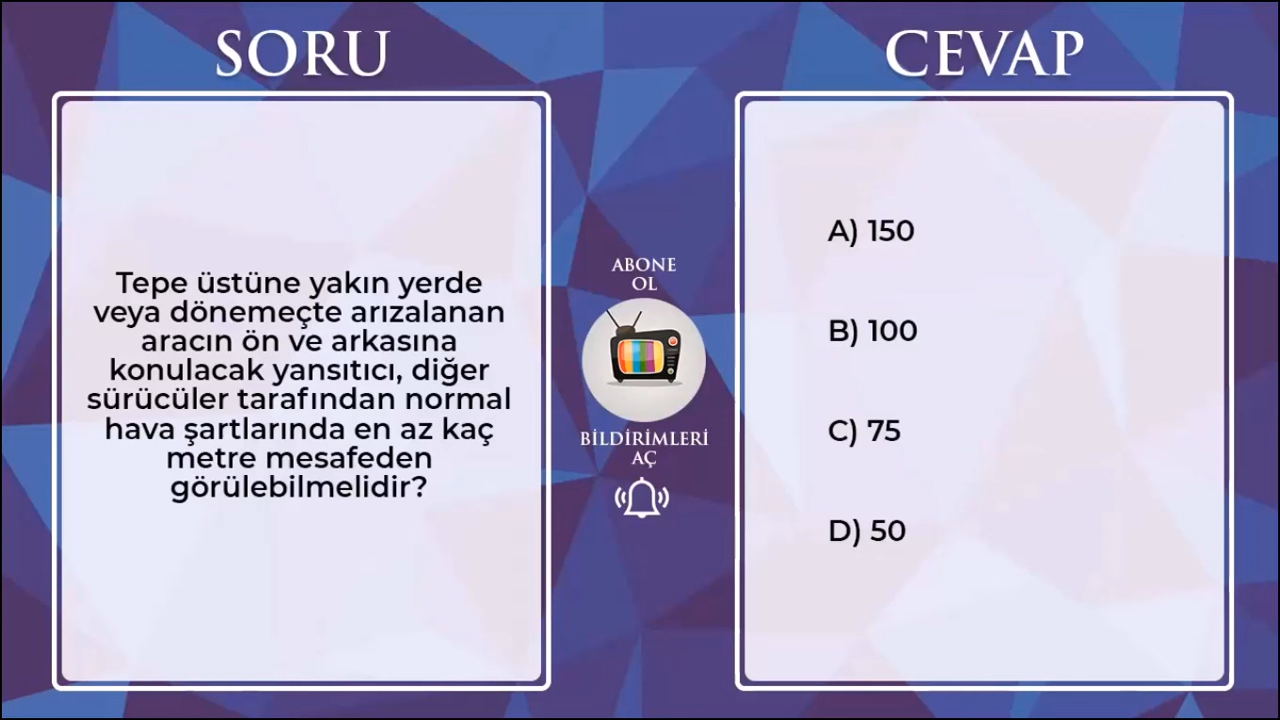 SORU
Tepe üstüne yakın yerde
veya dönemeçte arızalanan
aracın ön ve arkasına
konulacak yansıtıcı, diğer
sürücüler tarafından normal
hava şartlarında en az kaç
metre mesafeden
görülebilmelidir?
ABONE
OL
BİLDİRİMLERİ
AÇ
CEVAP
A) 150
B) 100
C) 75
D) 50